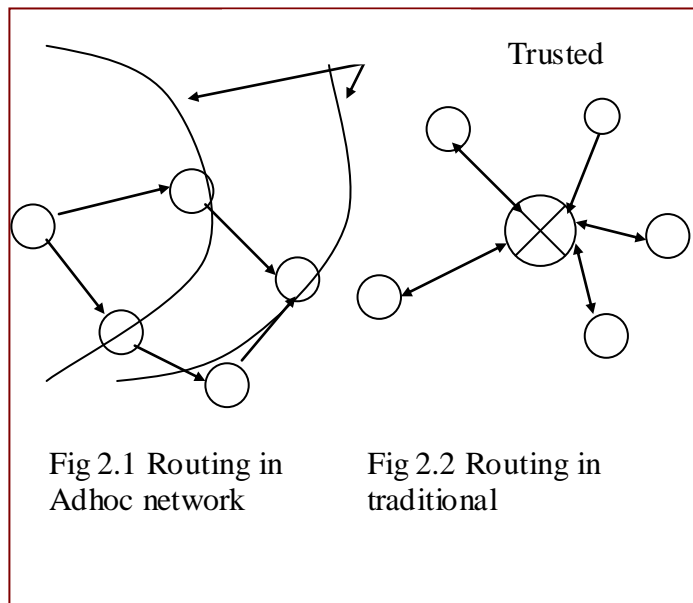 Trusted
Fig 2.1 Routing in
Adhoc network
Fig 2.2 Routing in
traditional